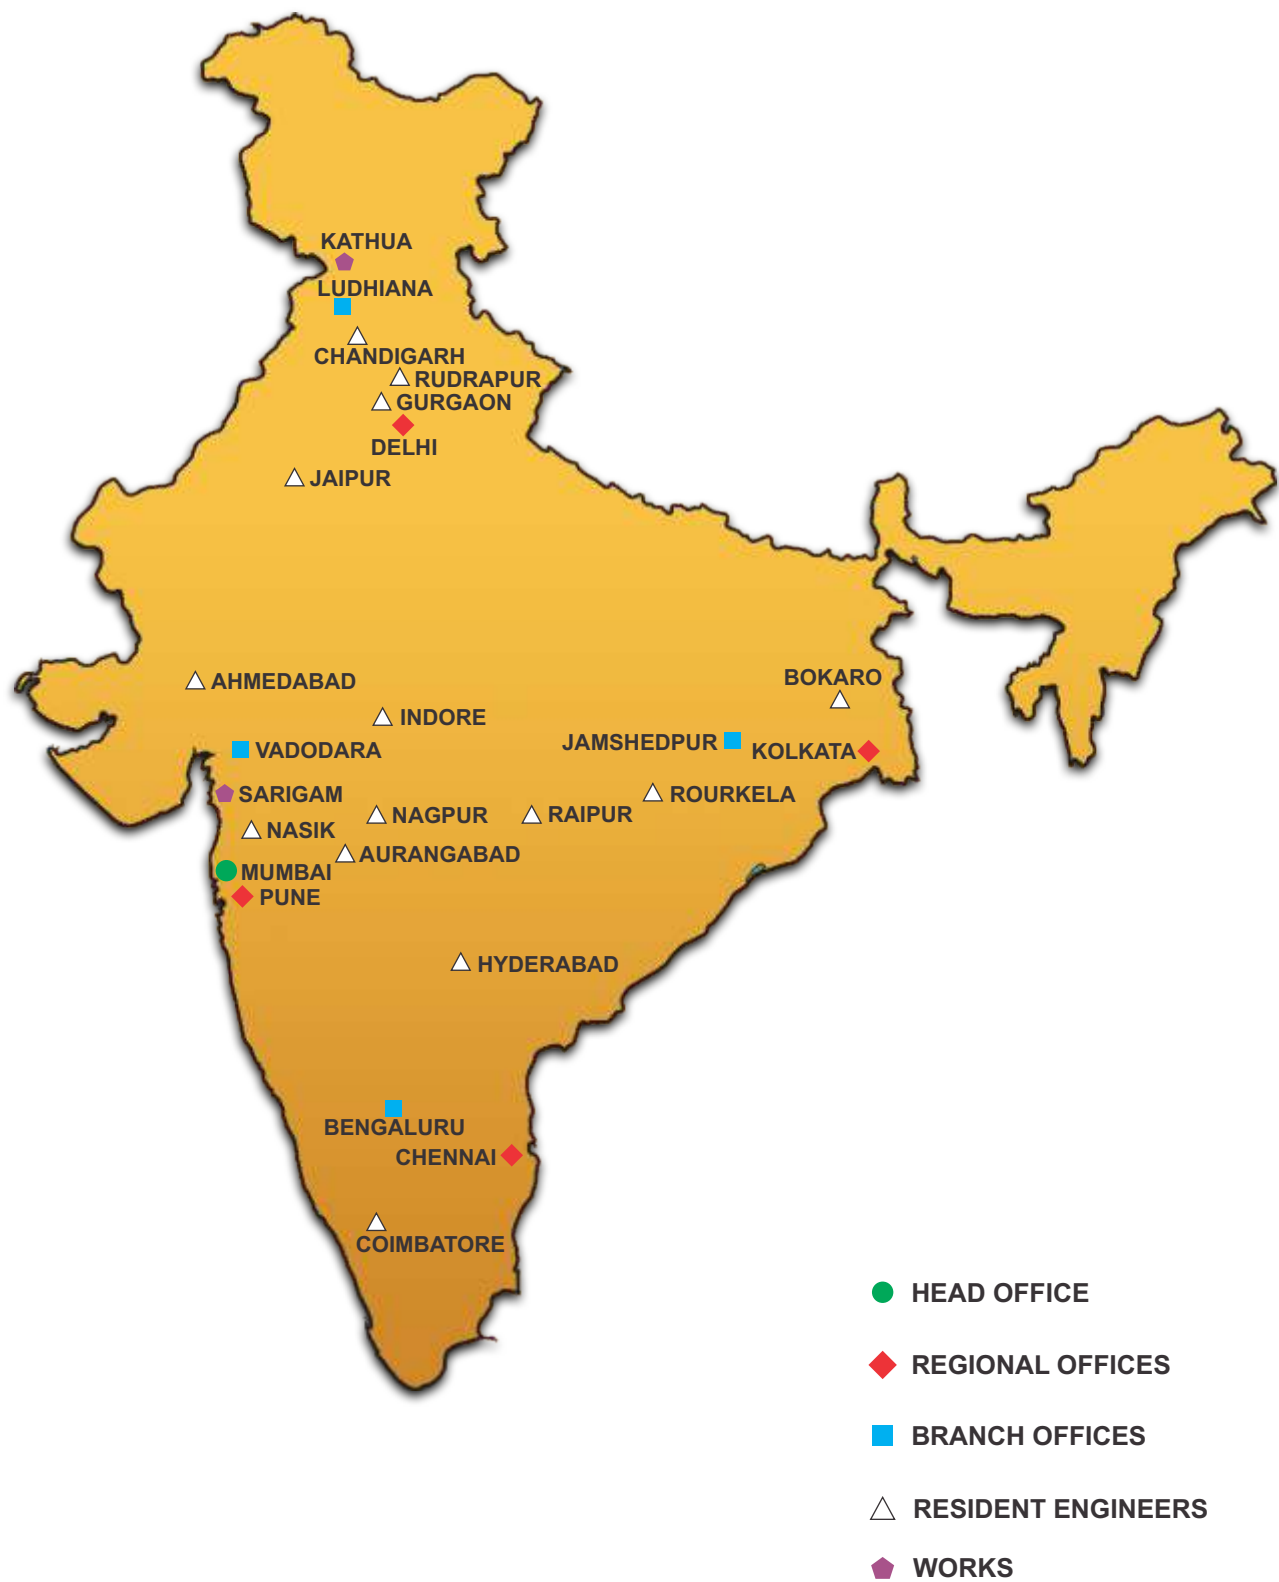 KATHUA
LUDHIANA
CHANDIGARH
RUDRAPUR
GURGAON
DELHI
JAIPUR
AHMEDABAD
BOKARO
INDORE
JAMSHEDPUR
VADODARA
KOLKATA
SARIGAM
ROURKELA
NAGPUR
RAIPUR
NASIK
AURANGABAD
MUMBAI
PUNE
HYDERABAD
BENGALURU
CHENNAI
COIMBATORE
HEAD OFFICE
REGIONAL OFFICES
BRANCH OFFICES
RESIDENT ENGINEERS
WORKS